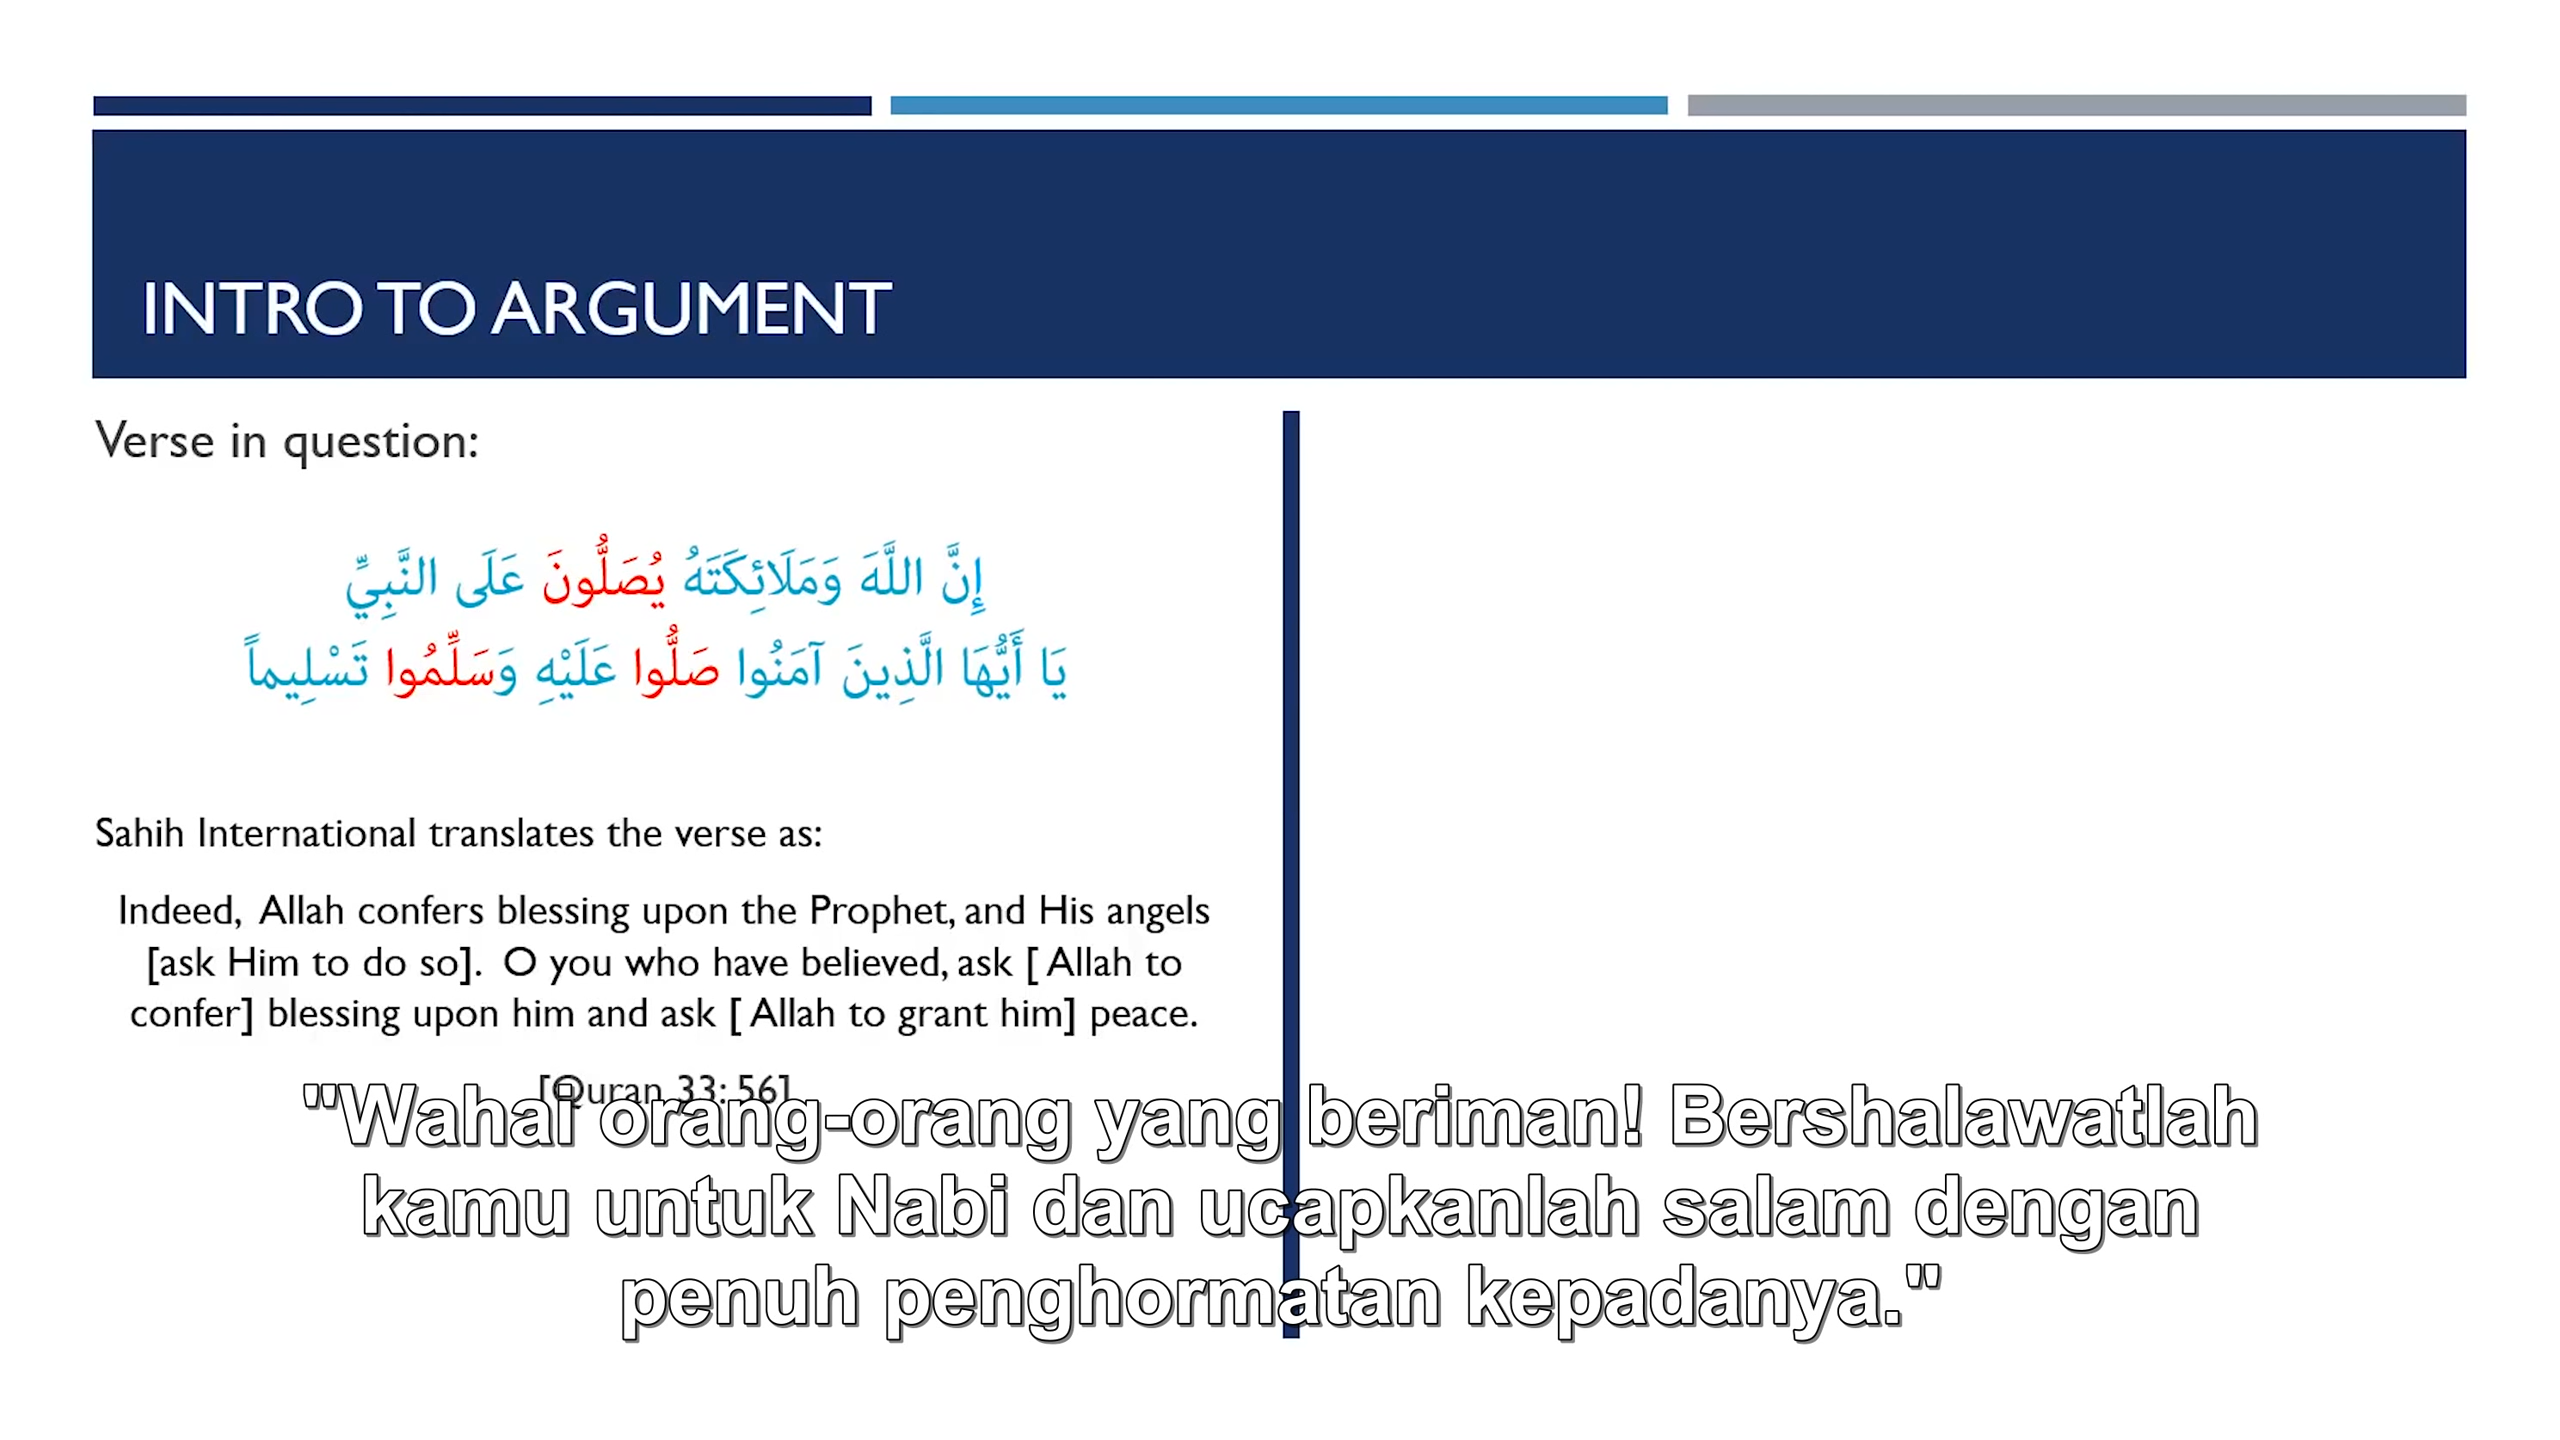 INTRO TO ARGUMENT
Verse in question:
إِنَّ اللَّهَ وَمَلَائِكَتَهُ يُصَلُّونَ عَلَى النَّبِيِّ
يَا أَيُّهَا الَّذِينَ آمَنُوا صَلُّوا عَلَيْهِ وَسَلِّمُوا تَسْلِيماً
Sahih International translates the verse as:
Indeed, Allah confers blessing upon the Prophet, and His angels
[ask Him to do so]. O you who have believed, ask [Allah to
confer] blessing upon him and ask [Allah to grant him] peace.
[Quran 33:56]
"Wahai orang-orang yang beriman! Bershalawatlah
kamu untuk Nabi dan ucapkanlah salam dengan
penuh penghormatan kepadanya."